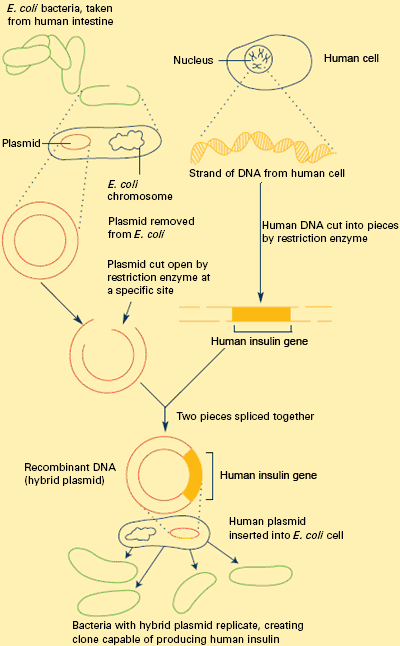 E. coli bacteria, taken
from human intestine
Nucleus
Human cell
Plasmid
E. coli
chromosome
Strand of DNA from human cell
Plasmid removed
from E. coli
Human DNA cut into pieces
by restriction enzyme
Plasmid cut open by
restriction enzyme at
a specific site
Human insulin gene
Two pieces spliced together
Recombinant DNA
(hybrid plasmid)
Human insulin gene
Human plasmid
inserted into E. coli cell
Bacteria with hybrid plasmid replicate, creating
clone capable of producing human insulin